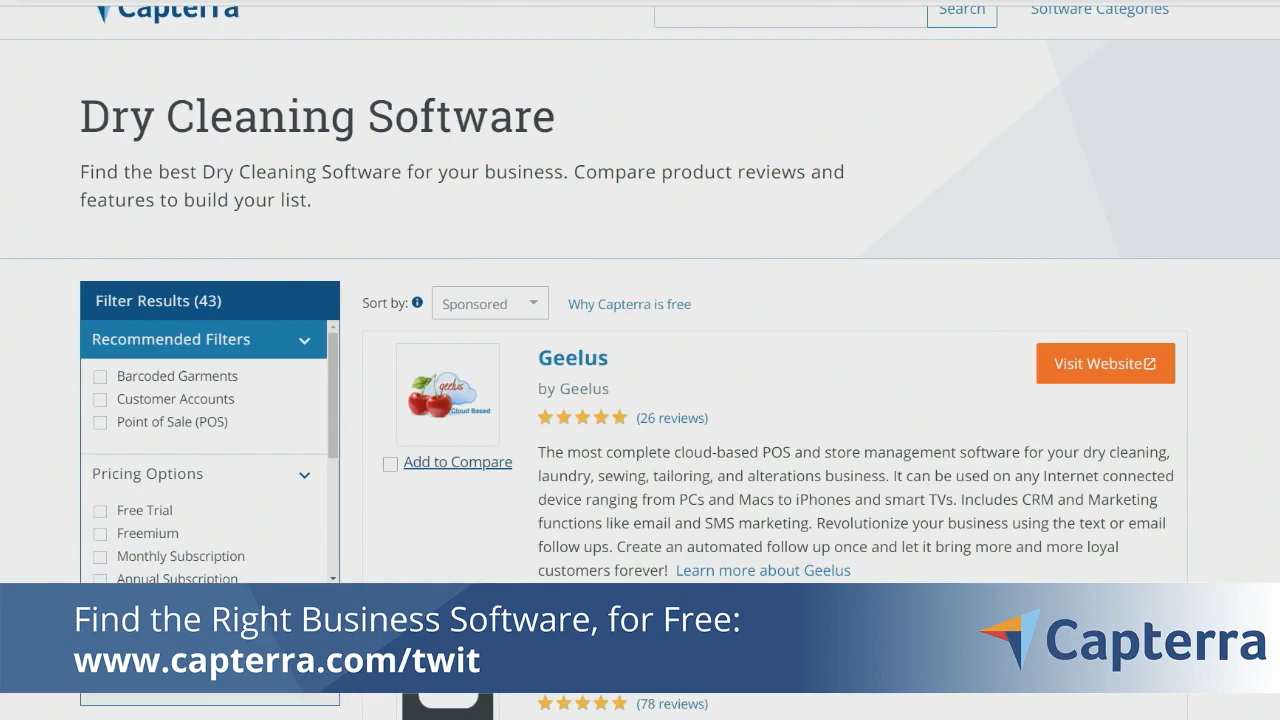 Capterra
Search
Software Categories
Dry Cleaning Software
Find the best Dry Cleaning Software for your business. Compare product reviews and
features to build your list.
Filter Results (43)
Recommended Filters
Barcoded Garments
Customer Accounts
Point of Sale (POS)
Pricing Options
Free Trial
Freemium
Monthly Subscription
Annual Subscription
Sort by:
Sponsored
Why Capterra is free
geelus
Cloud Based
Add to Compare
Geelus
by Geelus
(26 reviews)
Visit Website
The most complete cloud-based POS and store management software for your dry cleaning,
laundry, sewing, tailoring, and alterations business. It can be used on any Internet connected
device ranging from PCs and Macs to iPhones and smart TVs. Includes CRM and Marketing
functions like email and SMS marketing. Revolutionize your business using the text or email
follow ups. Create an automated follow up once and let it bring more and more loyal
customers forever! Learn more about Geelus
Find the Right Business Software, for Free:
www.capterra.com/twit
Capterra
(78 reviews)